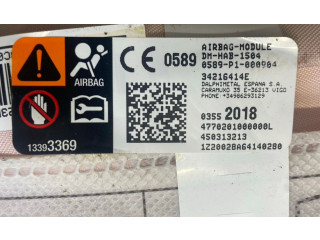 AIRBAG-MODULE
CE 0589 DM-HAB-1504
0589-P1-000904
34216414E
DALPHIMETAL ESPANA S.A.
CARAMUXO 35 E-36213 VIGO
PHONE:+34986293129
AIRBAG
0355 2018
4770201000000L
450313213
1Z2002BA64140280
13393369